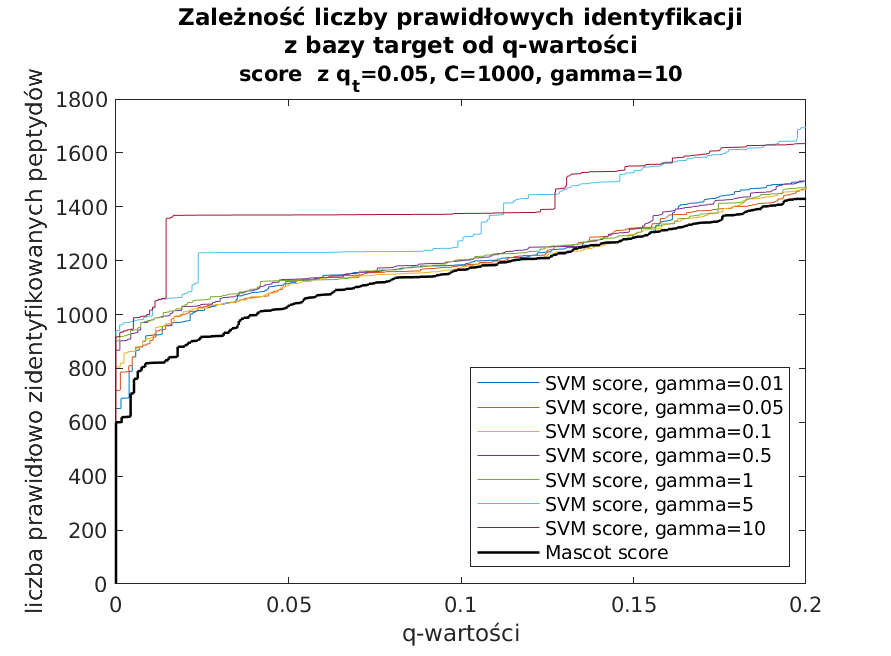 Zależność liczby prawidłowych identyfikacji
z bazy target od q-wartości
score z qt=0.05, C=1000, gamma=10
liczba prawidłowo zidentyfikowanych peptydów
1800
1600
1400
1200
1000
800
600
400
200
0
SVM score, gamma=0.01
SVM score, gamma=0.05
SVM score, gamma=0.1
SVM score, gamma=0.5
SVM score, gamma=1
SVM score, gamma=5
SVM score, gamma=10
Mascot score
0 0.05 0.1 0.15 0.2
q-wartości